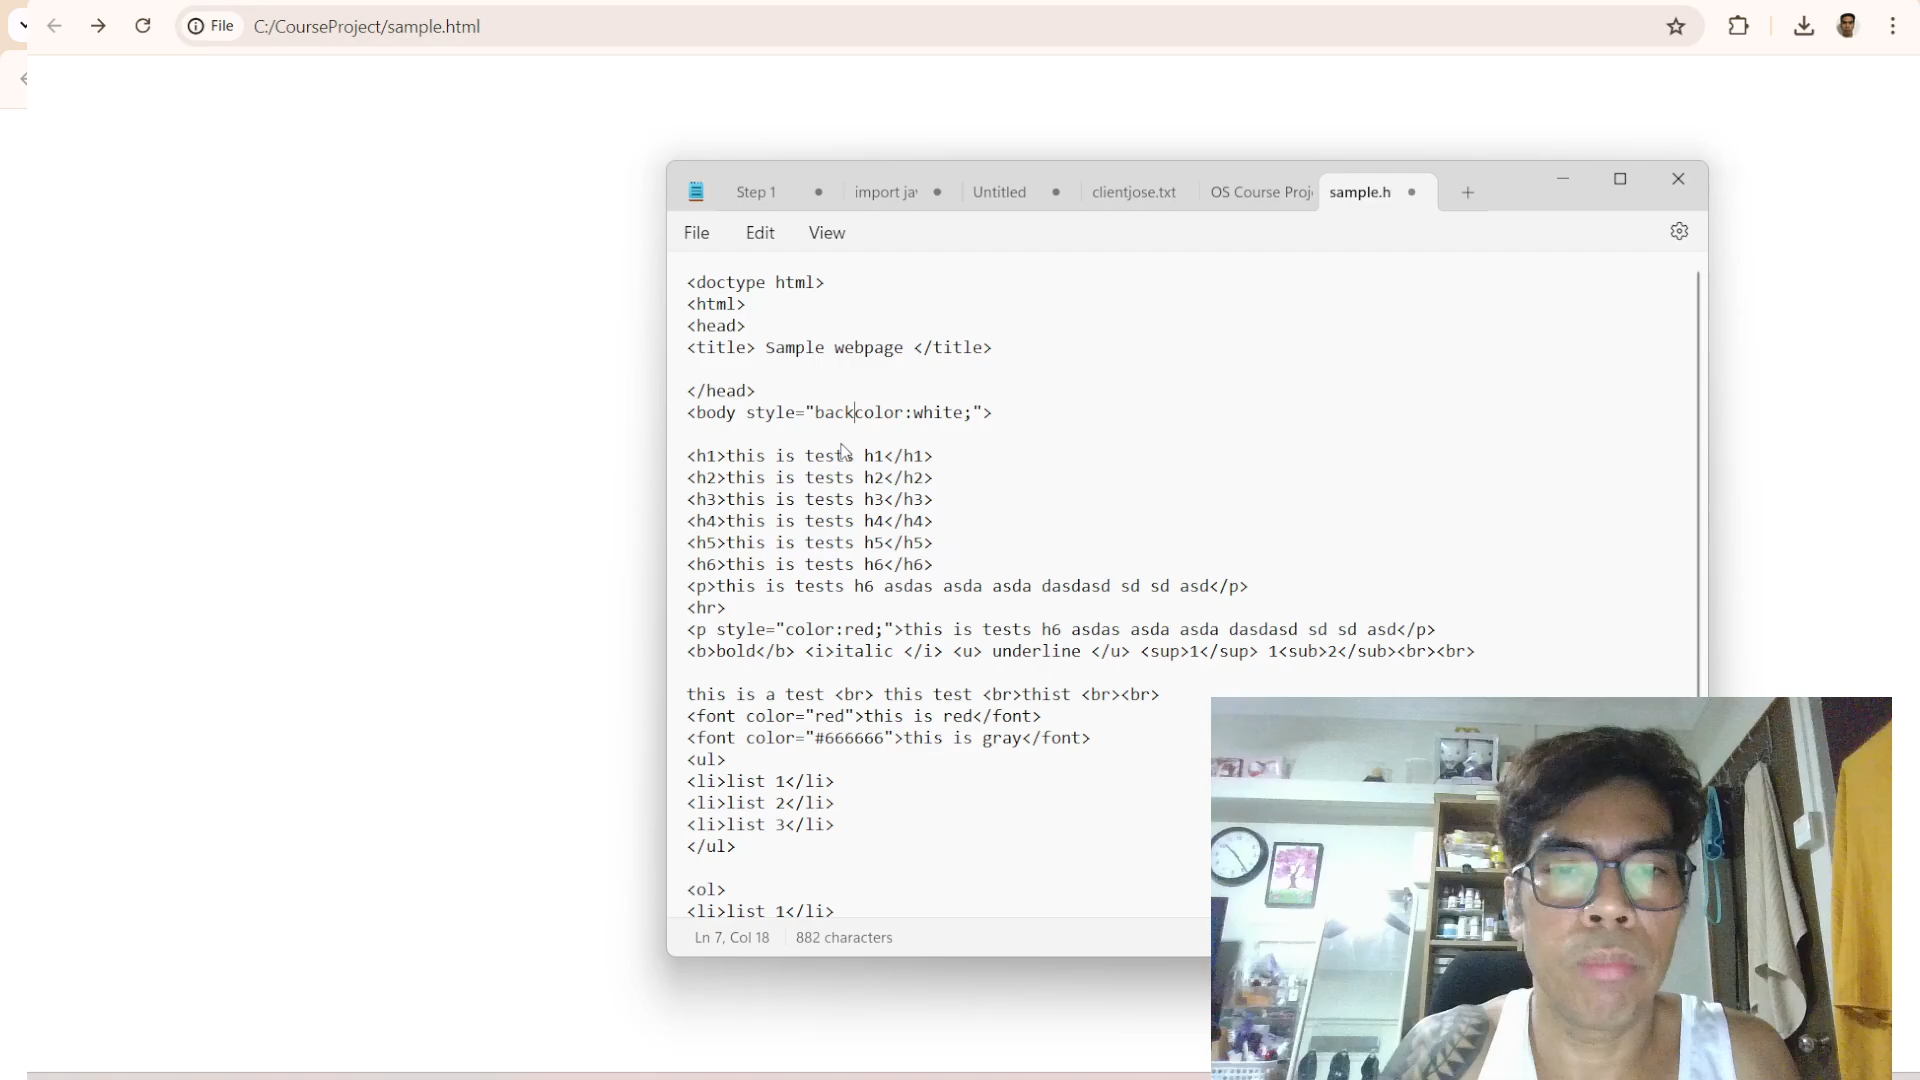 File C:/CourseProject/sample.html
Step 1
import ja
Untitled
clientjose.txt
OS Course Proj
sample.h
File
Edit
View
<doctype html>
<html>
<head>
<title> Sample webpage </title>
</head>
<body style="backcolor:white;">
<h1>this is tests h1</h1>
<h2>this is tests h2</h2>
<h3>this is tests h3</h3>
<h4>this is tests h4</h4>
<h5>this is tests h5</h5>
<h6>this is tests h6</h6>
<p>this is tests h6 asdas asda asda dasdasd sd sd asd</p>
<hr>
<p style="color:red;">this is tests h6 asdas asda asda dasdasd sd sd asd</p>
<b>bold</b> <i>italic </i> <u> underline </u> <sup>1</sup> 1<sub>2</sub><br><br>
this is a test <br> this test <br>thist <br><br>
<font color="red">this is red</font>
<font color="#666666">this is gray</font>
<ul>
<li>list 1</li>
<li>list 2</li>
<li>list 3</li>
</ul>
<ol>
<li>list 1</li>
Ln 7, Col 18
882 characters